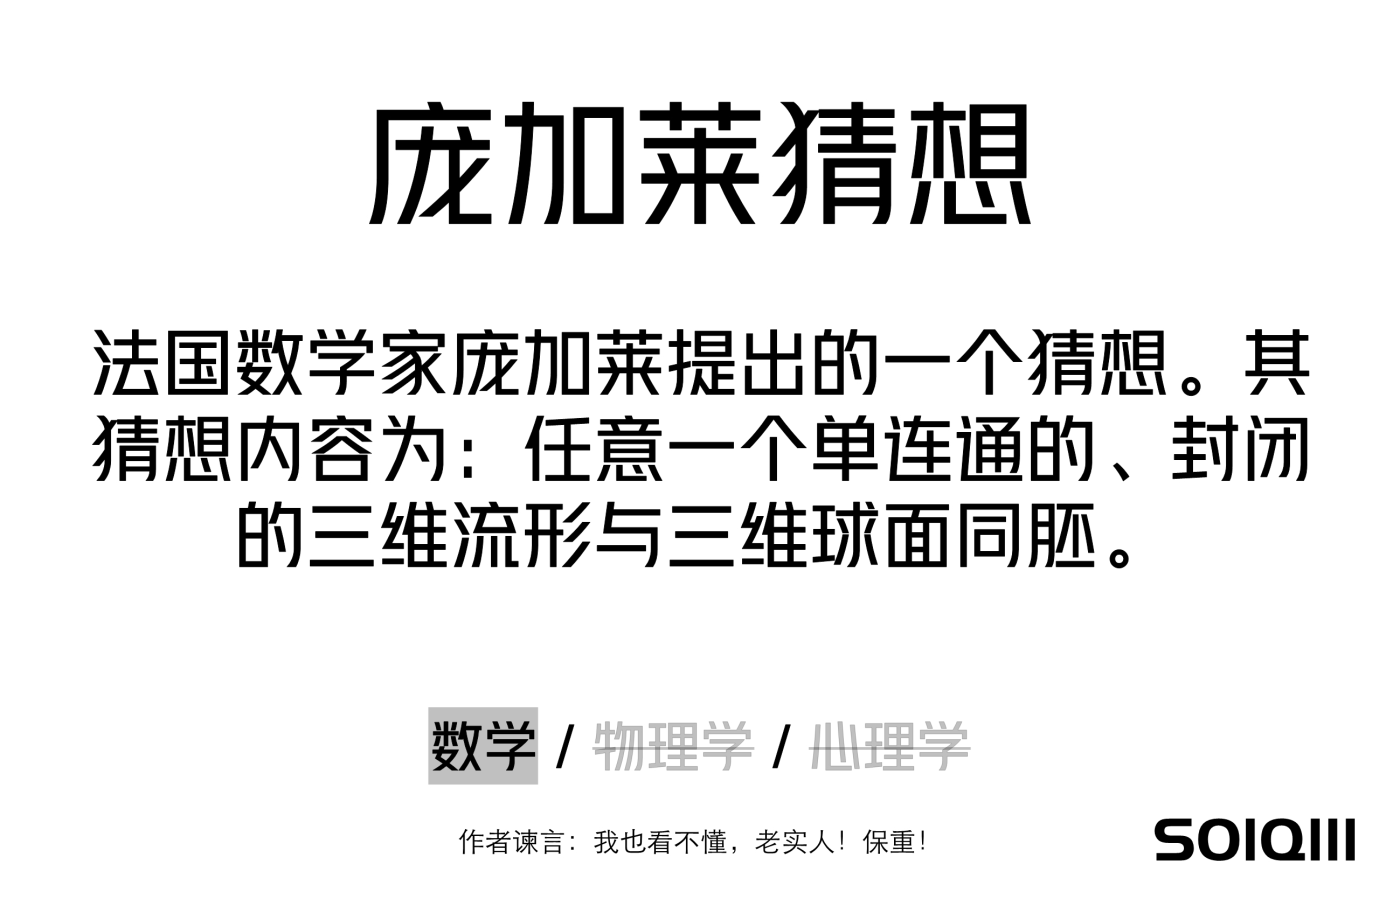 庞加莱猜想
法国数学家庞加莱提出的一个猜想。其
猜想内容为：任意一个单连通的、封闭
的三维流形与三维球面同胚。
数学 / 物理学 / 心理学
作者谏言：我也看不懂，老实人！保重！
SOIQIII